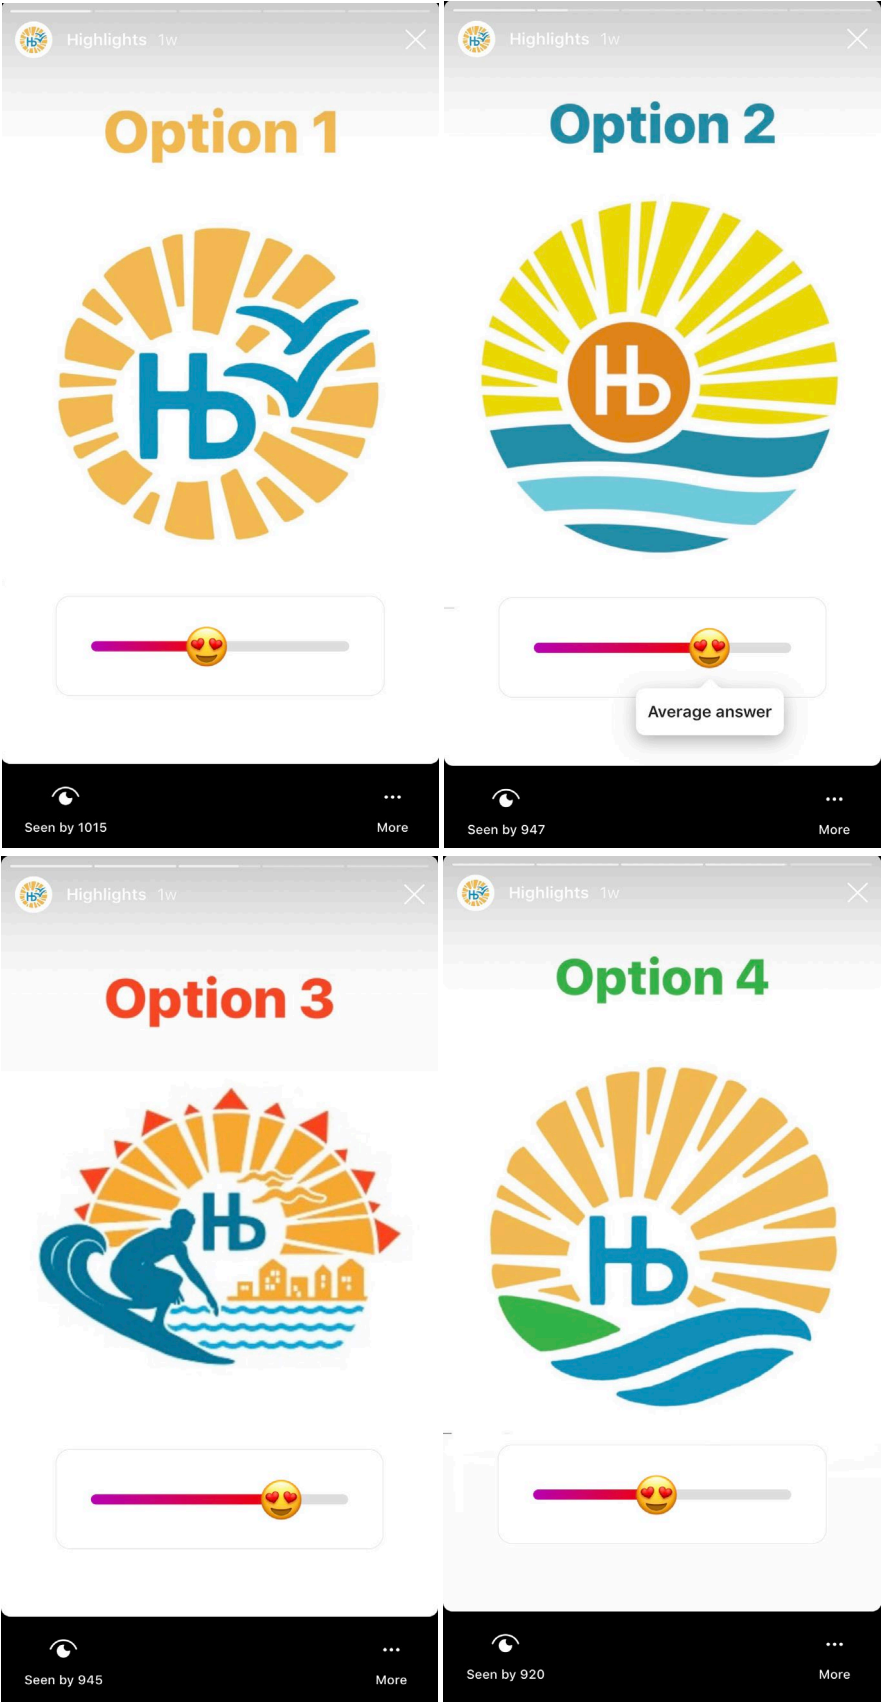 Highlights 1w
Option 1
Hb
Seen by 1015
More
Highlights 1w
Option 2
Hb
Average answer
Seen by 947
More
Highlights 1w
Option 3
Hb
Seen by 945
More
Highlights 1w
Option 4
Hb
Seen by 920
More